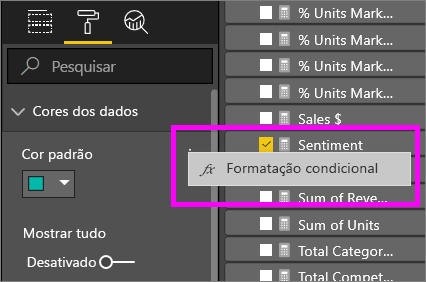 Pesquisar
Cores dos dados
Cor padrão
fx Formatação condicional
Mostrar tudo
Desativado
% Units Mark...
% Units Mark...
% Units Mark...
% Units Mark...
Sales $
Sentiment
Sum of Reve...
Sum of Units
Total Categor...
Total Compet...